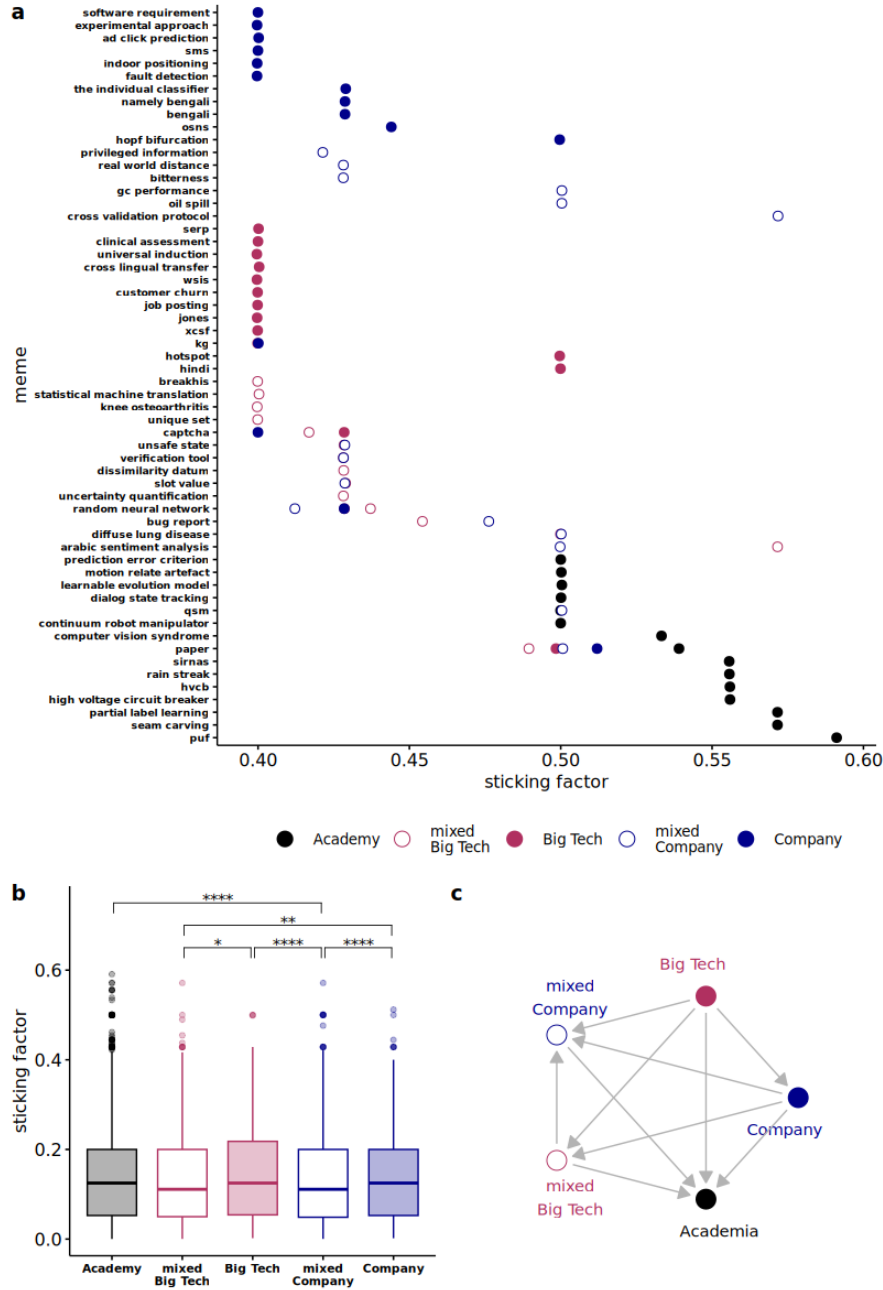 a
software requirement
experimental approach
ad click prediction
sms
indoor positioning
fault detection
the individual classifier
namely bengali
bengali
osns
hopf bifurcation
privileged information
real world distance
bitterness
gc performance
oil spill
cross validation protocol
serp
clinical assessment
universal induction
cross lingual transfer
wsis
customer churn
job posting
jones
xcsf
kg
hotspot
hindi
breakhis
statistical machine translation
knee osteoarthritis
unique set
captcha
unsafe state
verification tool
dissimilarity datum
slot value
uncertainty quantification
random neural network
bug report
diffuse lung disease
arabic sentiment analysis
prediction error criterion
motion relate artefact
learnable evolution model
dialog state tracking
qsm
continuum robot manipulator
computer vision syndrome
paper
sirnas
rain streak
hvcb
high voltage circuit breaker
partial label learning
seam carving
puf
meme
0.40 0.45 0.50 0.55 0.60
sticking factor
Academy mixed Big Tech Big Tech mixed Company Company
b
**** 
**
* **** ****
0.6
0.4
0.2
0.0
sticking factor
Academy mixed Big Tech Big Tech mixed Company Company
c
Big Tech
mixed
Company
Company
mixed
Big Tech
Academia